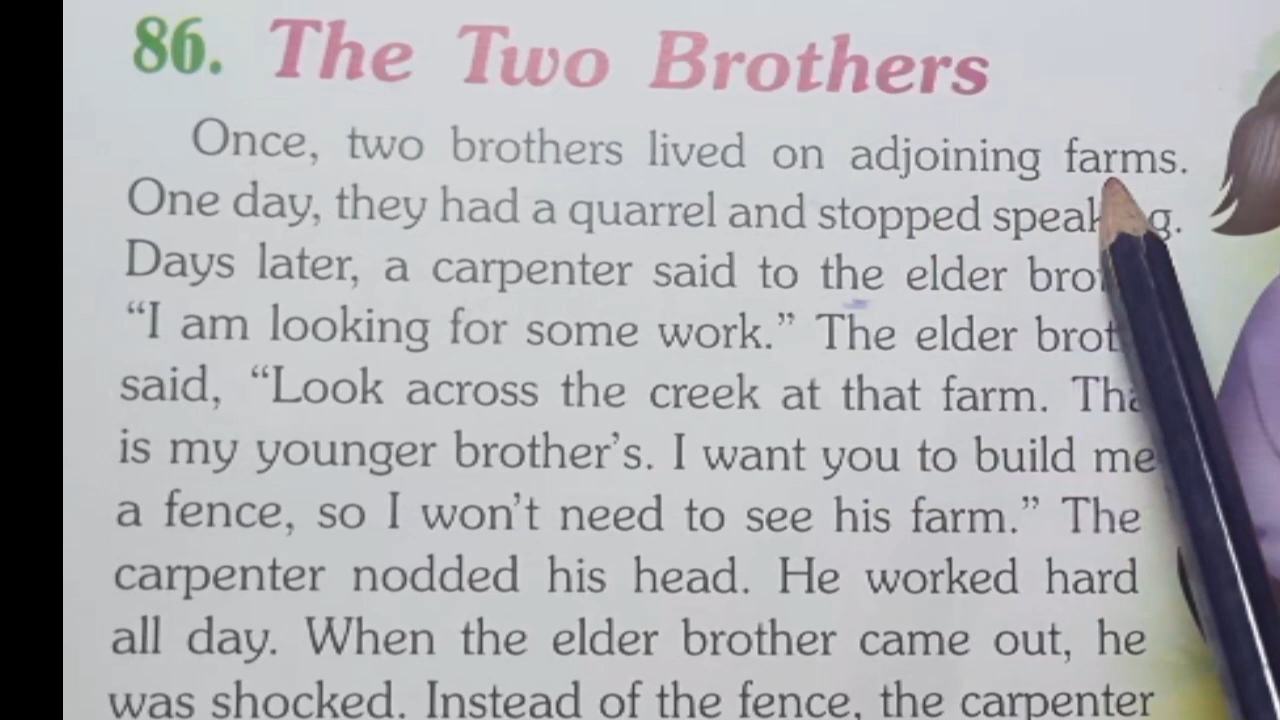 86. The Two Brothers
Once, two brothers lived on adjoining farms.
One day, they had a quarrel and stopped
Days later, a carpenter said to the elder
“I am looking for some work.” The elder
said, “Look across the creek at that farm.
is my younger brother’s. I want you to build me
a fence, so I won’t need to see his farm.” The
carpenter nodded his head. He worked hard
all day. When the elder brother came out, he
was shocked. Instead of the fence, the carpenter